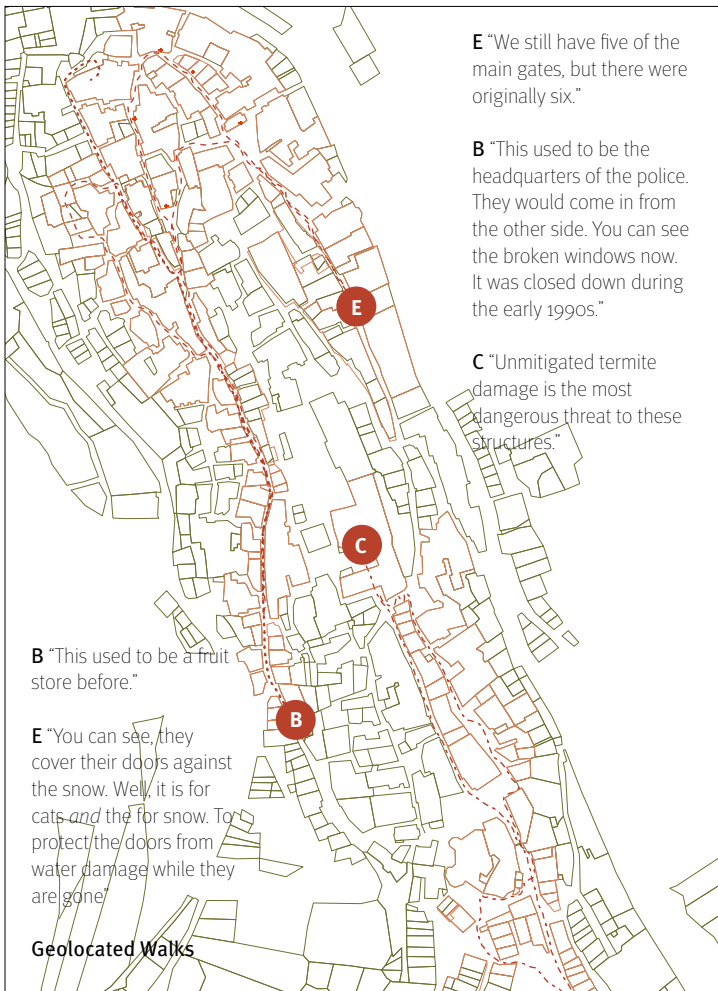 E “We still have five of the
main gates, but there were
originally six.”
B “This used to be the
headquarters of the police.
They would come in from
the other side. You can see
the broken windows now.
It was closed down during
the early 1990s.”
E
C “Unmitigated termite
damage is the most
dangerous threat to these
structures.”
C
B “This used to be a fruit
store before.”
B
E “You can see, they
cover their doors against
the snow. Well, it is for
cats and the for snow. To
protect the doors from
water damage while they
are gone”
Geolocated Walks